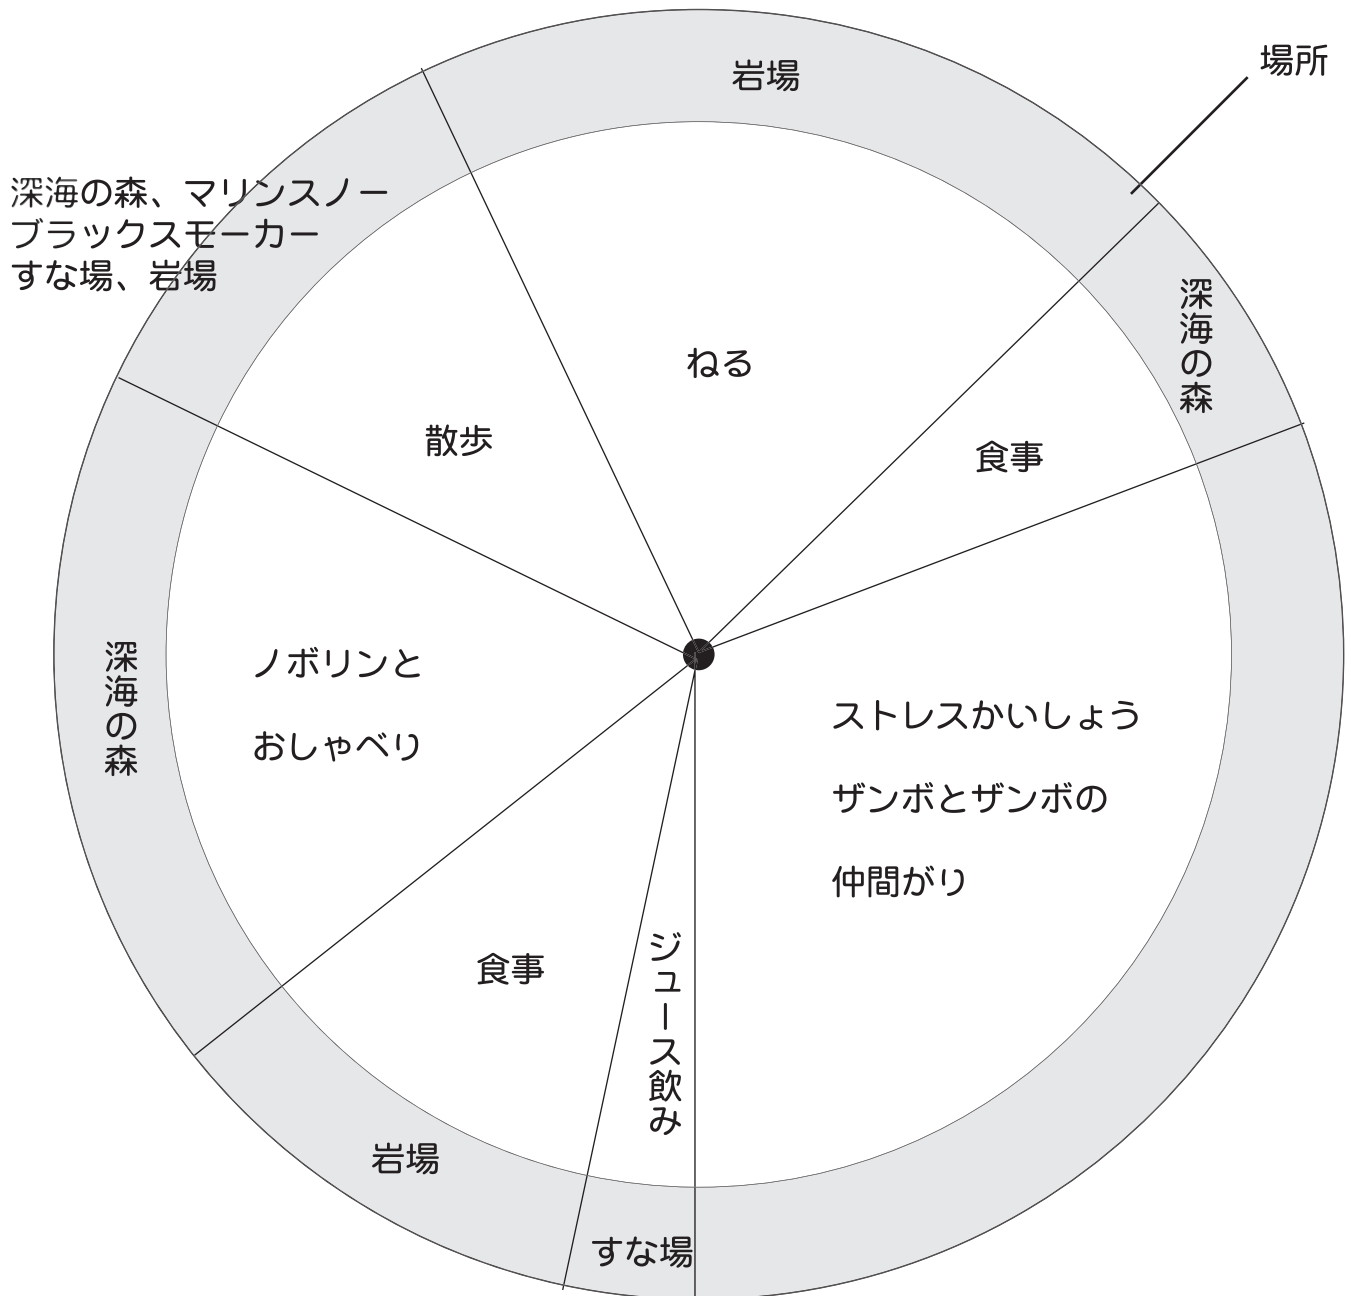 岩場
場所
深海の森、マリンスノー
ブラックスモーカー
すな場、岩場
深海の森
ねる
散歩
食事
深海の森
ノボリンと
おしゃべり
ストレスかいしょう
ザンボとザンボの
仲間がり
食事
ジュース飲み
岩場
すな場